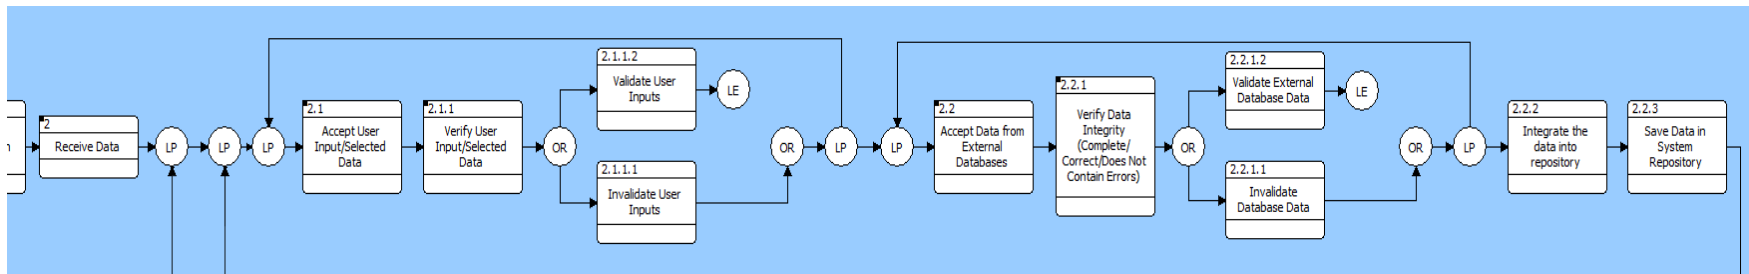 n
2
Receive Data
LP
LP
LP
2.1
Accept User
Input/Selected
Data
2.1.1
Verify User
Input/Selected
Data
OR
2.1.1.2
Validate User
Inputs
LE
2.1.1.1
Invalidate User
Inputs
OR
LP
LP
2.2
Accept Data from
External
Databases
2.2.1
Verify Data
Integrity
(Complete/
Correct/Does Not
Contain Errors)
OR
2.2.1.2
Validate External
Database Data
LE
2.2.1.1
Invalidate
Database Data
OR
LP
2.2.2
Integrate the
data into
repository
2.2.3
Save Data in
System
Repository